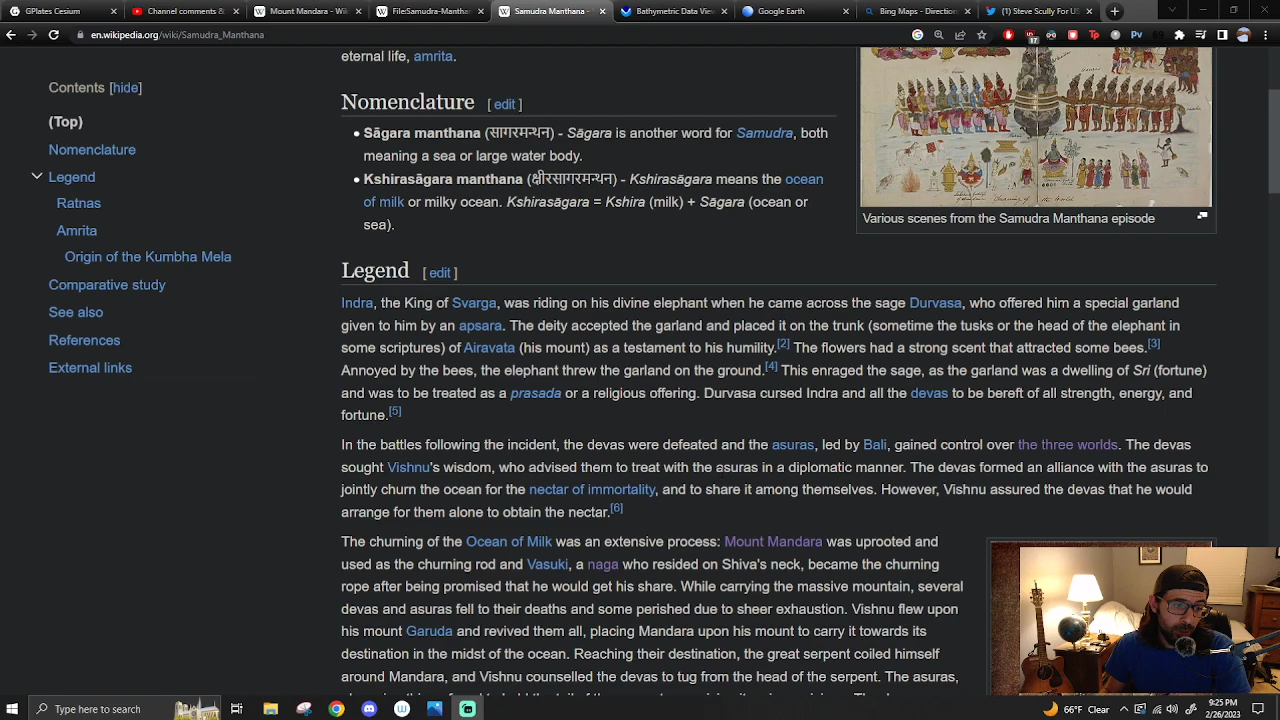 GPlates Cesium
Channel comments &
Mount Mandara - Wiki
File:Samudra-Mantha
Samudra Manthana -
Bathymetric Data View
Google Earth
Bing Maps - Direction
(1) Steve Scully For US
en.wikipedia.org/wiki/Samudra_Manthana
Contents [hide]
(Top)
Nomenclature
Legend
Ratnas
Amrita
Origin of the Kumbha Mela
Comparative study
See also
References
External links
eternal life, amrita.
Nomenclature [ edit ]
• Sāgara manthana (सागरमन्थन) - Sāgara is another word for Samudra, both
meaning a sea or large water body.
• Kshirasāgara manthana (क्षीरसागरमन्थन) - Kshirasāgara means the ocean
of milk or milky ocean. Kshirasāgara = Kshira (milk) + Sāgara (ocean or
sea).
Various scenes from the Samudra Manthana episode
Legend [ edit ]
Indra, the King of Svarga, was riding on his divine elephant when he came across the sage Durvasa, who offered him a special garland
given to him by an apsara. The deity accepted the garland and placed it on the trunk (sometime the tusks or the head of the elephant in
some scriptures) of Airavata (his mount) as a testament to his humility.[2] The flowers had a strong scent that attracted some bees.[3]
Annoyed by the bees, the elephant threw the garland on the ground.[4] This enraged the sage, as the garland was a dwelling of Sri (fortune)
and was to be treated as a prasada or a religious offering. Durvasa cursed Indra and all the devas to be bereft of all strength, energy, and
fortune.[5]
In the battles following the incident, the devas were defeated and the asuras, led by Bali, gained control over the three worlds. The devas
sought Vishnu's wisdom, who advised them to treat with the asuras in a diplomatic manner. The devas formed an alliance with the asuras to
jointly churn the ocean for the nectar of immortality, and to share it among themselves. However, Vishnu assured the devas that he would
arrange for them alone to obtain the nectar.[6]
The churning of the Ocean of Milk was an extensive process: Mount Mandara was uprooted and
used as the churning rod and Vasuki, a naga who resided on Shiva's neck, became the churning
rope after being promised that he would get his share. While carrying the massive mountain, several
devas and asuras fell to their deaths and some perished due to sheer exhaustion. Vishnu flew upon
his mount Garuda and revived them all, placing Mandara upon his mount to carry it towards its
destination in the midst of the ocean. Reaching their destination, the great serpent coiled himself
around Mandara, and Vishnu counselled the devas to tug from the head of the serpent. The asuras,
Type here to search
66°F Clear
9:25 PM
2/26/2023